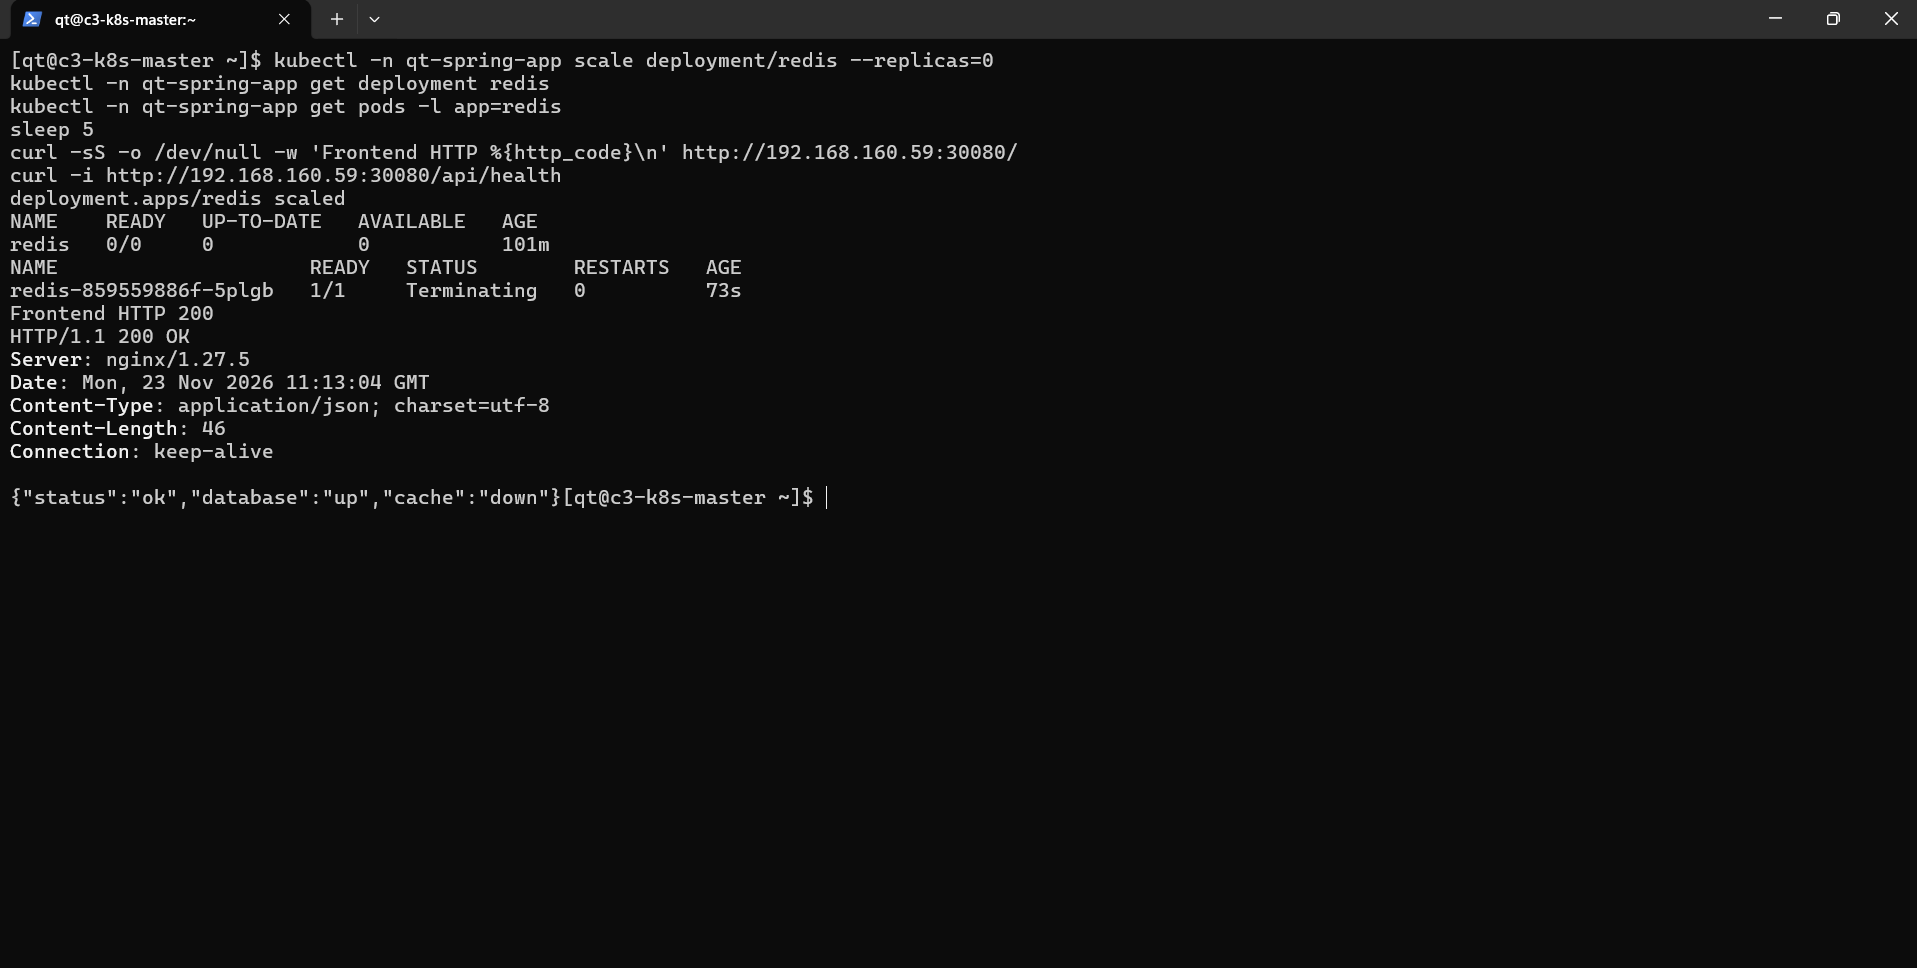 qt@c3-k8s-master:~
[qt@c3-k8s-master ~]$ kubectl -n qt-spring-app scale deployment/redis --replicas=0
kubectl -n qt-spring-app get deployment redis
kubectl -n qt-spring-app get pods -l app=redis
sleep 5
curl -sS -o /dev/null -w 'Frontend HTTP %{http_code}\n' http://192.168.160.59:30080/
curl -i http://192.168.160.59:30080/api/health
deployment.apps/redis scaled
NAME    READY   UP-TO-DATE   AVAILABLE   AGE
redis   0/0     0            0           101m
NAME                     READY   STATUS        RESTARTS   AGE
redis-859559886f-5plgb   1/1     Terminating   0          73s
Frontend HTTP 200
HTTP/1.1 200 OK
Server: nginx/1.27.5
Date: Mon, 23 Nov 2026 11:13:04 GMT
Content-Type: application/json; charset=utf-8
Content-Length: 46
Connection: keep-alive
{"status":"ok","database":"up","cache":"down"}[qt@c3-k8s-master ~]$